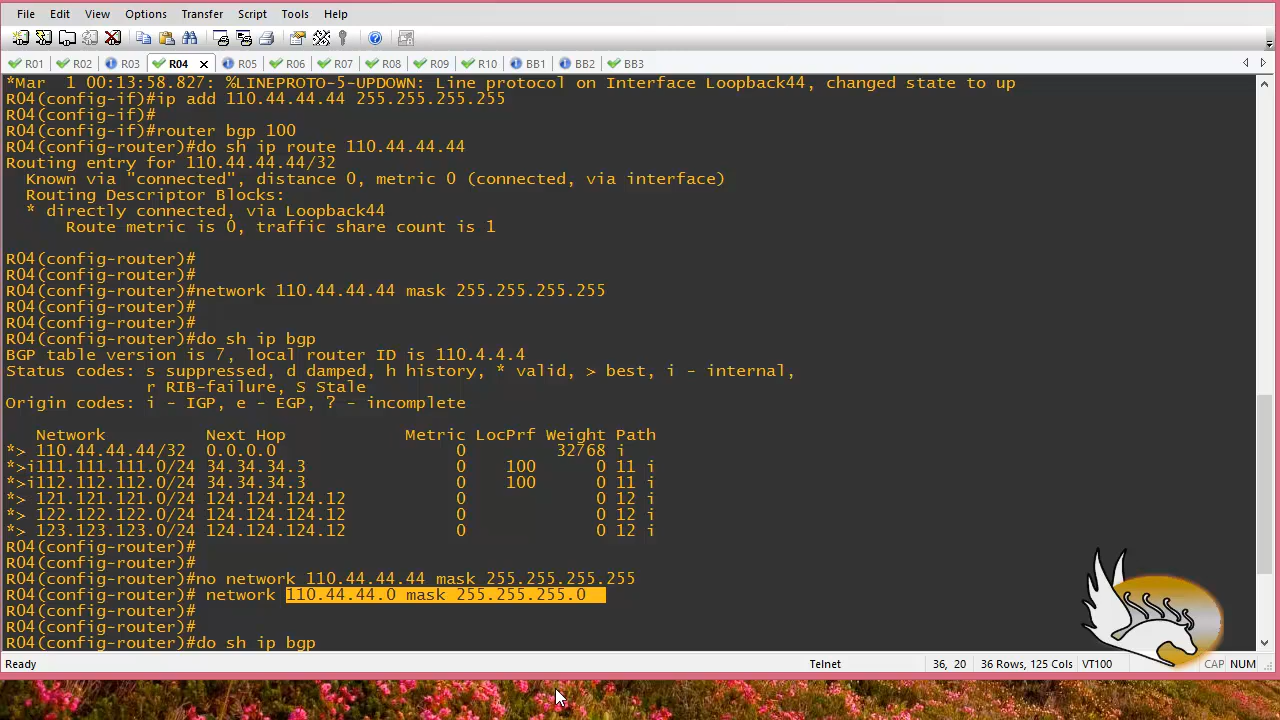 File Edit View Options Transfer Script Tools Help
R01 R02 R03 R04 R05 R06 R07 R08 R09 R10 BB1 BB2 BB3
*Mar  1 00:13:58.827: %LINEPROTO-5-UPDOWN: Line protocol on Interface Loopback44, changed state to up
R04(config-if)#ip add 110.44.44.44 255.255.255.255
R04(config-if)#
R04(config-if)#router bgp 100
R04(config-router)#do sh ip route 110.44.44.44
Routing entry for 110.44.44.44/32
  Known via "connected", distance 0, metric 0 (connected, via interface)
  Routing Descriptor Blocks:
  * directly connected, via Loopback44
      Route metric is 0, traffic share count is 1
R04(config-router)#
R04(config-router)#
R04(config-router)#network 110.44.44.44 mask 255.255.255.255
R04(config-router)#
R04(config-router)#
R04(config-router)#do sh ip bgp
BGP table version is 7, local router ID is 110.4.4.4
Status codes: s suppressed, d damped, h history, * valid, > best, i - internal,
              r RIB-failure, S Stale
Origin codes: i - IGP, e - EGP, ? - incomplete
   Network          Next Hop            Metric LocPrf Weight Path
*> 110.44.44.44/32  0.0.0.0                  0         32768 i
*>i111.111.111.0/24 34.34.34.3               0    100      0 11 i
*>i112.112.112.0/24 34.34.34.3               0    100      0 11 i
*> 121.121.121.0/24 124.124.124.12           0             0 12 i
*> 122.122.122.0/24 124.124.124.12           0             0 12 i
*> 123.123.123.0/24 124.124.124.12           0             0 12 i
R04(config-router)#
R04(config-router)#
R04(config-router)#no network 110.44.44.44 mask 255.255.255.255
R04(config-router)# network 110.44.44.0 mask 255.255.255.0
R04(config-router)#
R04(config-router)#
R04(config-router)#do sh ip bgp
Ready Telnet 36, 20 36 Rows, 125 Cols VT100 CAP NUM